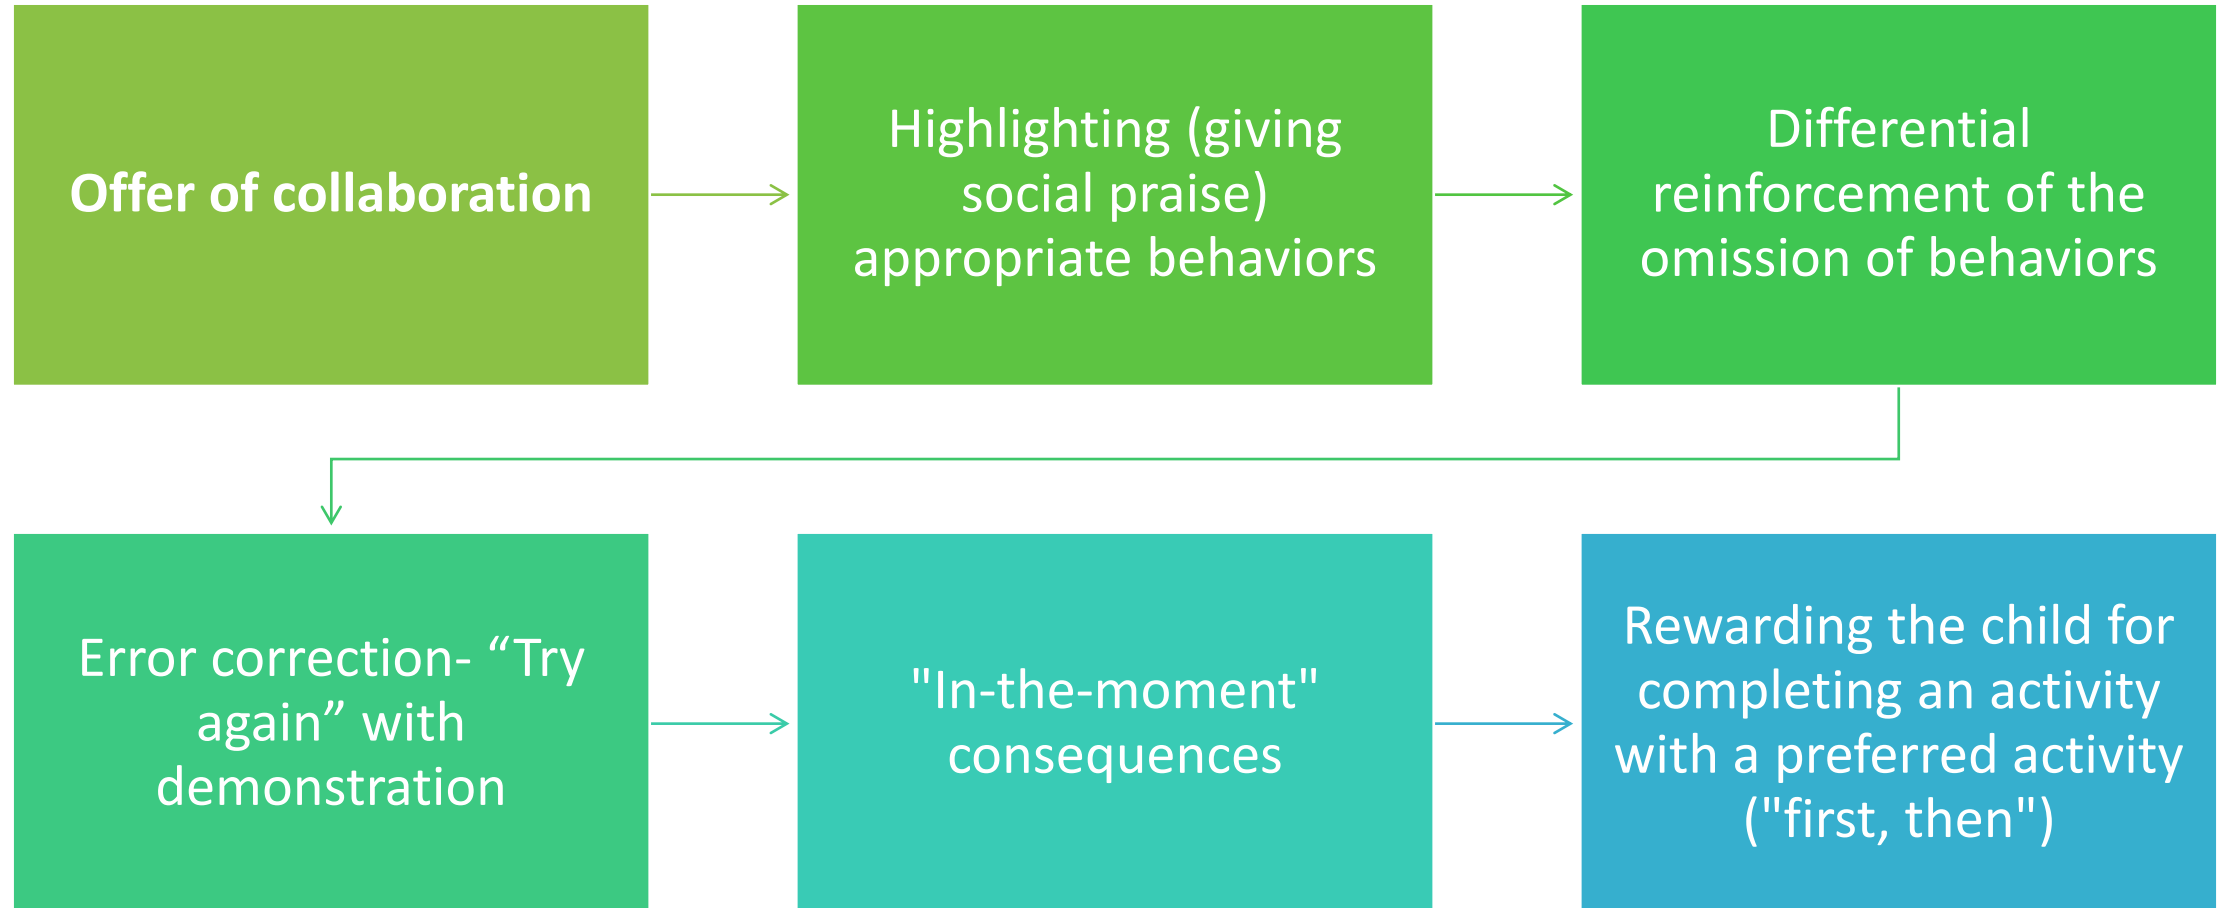 Offer of collaboration
Highlighting (giving
social praise)
appropriate behaviors
Differential
reinforcement of the
omission of behaviors
Error correction- “Try
again” with
demonstration
"In-the-moment"
consequences
Rewarding the child for
completing an activity
with a preferred activity
("first, then")